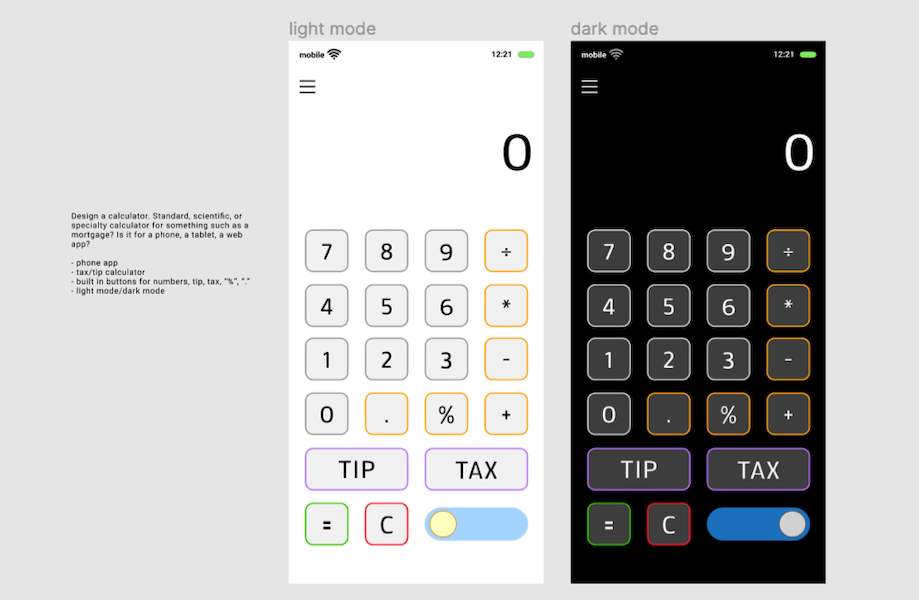 light mode
dark mode
mobile 12:21
mobile 12:21
0
0
Design a calculator. Standard, scientific, or
specialty calculator for something such as a
mortgage? Is it for a phone, a tablet, a web
app?
- phone app
- tax/tip calculator
- built in buttons for numbers, tip, tax, "%", "."
- light mode/dark mode
7 8 9 ÷
4 5 6 *
1 2 3 -
0 . % +
TIP TAX
= C
7 8 9 ÷
4 5 6 *
1 2 3 -
0 . % +
TIP TAX
= C